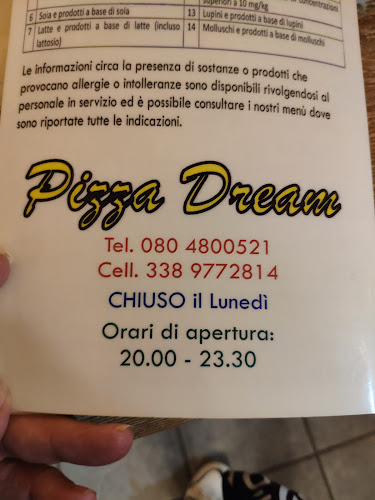 superiori a 10 mg/kg
6 Soia e prodotti a base di soia 13 Lupini e prodotti a base di lupini
7 Latte e prodotti a base di latte (incluso lattosio) 14 Molluschi e prodotti a base di molluschi
Le informazioni circa la presenza di sostanze o prodotti che
provocano allergie o intolleranze sono disponibili rivolgendosi al
personale in servizio ed è possibile consultare i nostri menù dove
sono riportate tutte le indicazioni.
Pizza Dream
Tel. 080 4800521
Cell. 338 9772814
CHIUSO il Lunedì
Orari di apertura:
20.00 - 23.30